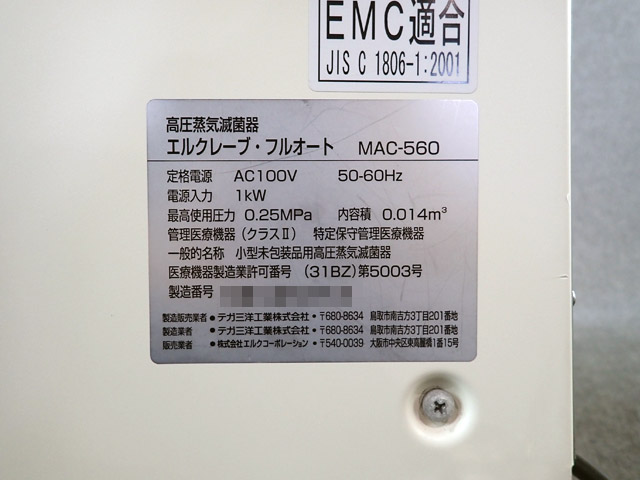 EMC適合
JIS C 1806-1:2001
高圧蒸気滅菌器
エルクレーブ・フルオート MAC-560
定格電源 AC100V 50-60Hz
電源入力 1kW
最高使用圧力 0.25MPa 内容積 0.014m³
管理医療機器（クラスⅡ） 特定保守管理医療機器
一般的名称 小型未包装品用高圧蒸気滅菌器
医療機器製造業許可番号 （31BZ）第5003号
製造番号
製造販売業者 ● テガ三洋工業株式会社 ・〒680-8634 鳥取市南吉方3丁目201番地
製造業者 ● テガ三洋工業株式会社 ・〒680-8634 鳥取市南吉方3丁目201番地
販売業者 ● 株式会社エルクコーポレーション ・〒540-0039 大阪市中央区東高麗橋1番15号